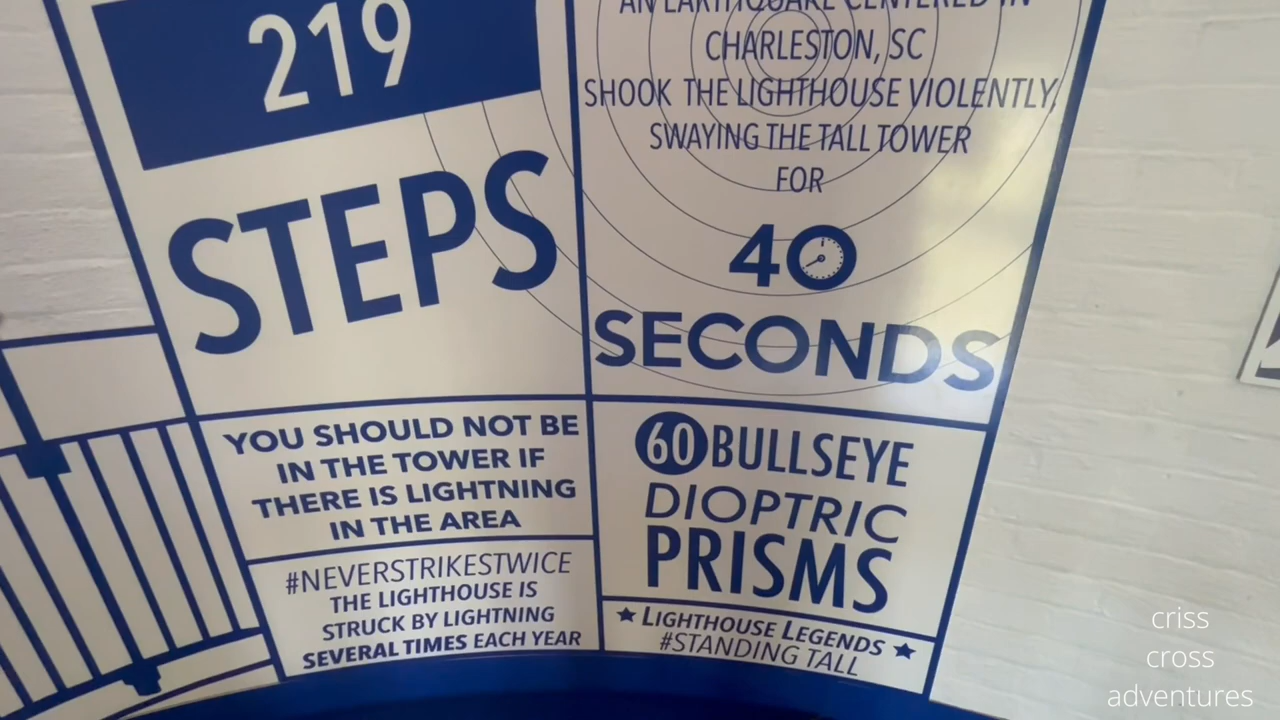 219
STEPS
AN EARTHQUAKE CENTERED IN
CHARLESTON, SC
SHOOK THE LIGHTHOUSE VIOLENTLY,
SWAYING THE TALL TOWER
FOR
40
SECONDS
YOU SHOULD NOT BE
IN THE TOWER IF
THERE IS LIGHTNING
IN THE AREA
#NEVERSTRIKESTWICE
THE LIGHTHOUSE IS
STRUCK BY LIGHTNING
SEVERAL TIMES EACH YEAR
60 BULLSEYE
DIOPTRIC
PRISMS
★ LIGHTHOUSE LEGENDS ★
#STANDING TALL
criss
cross
adventures